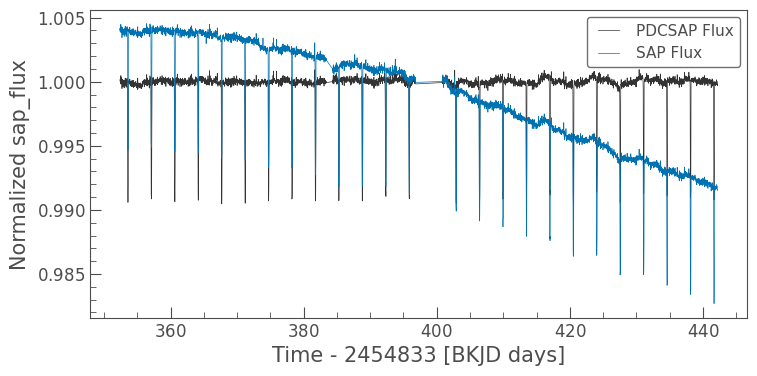 1.005
1.000
0.995
0.990
0.985
Normalized sap_flux
PDCSAP Flux
SAP Flux
360 380 400 420 440
Time - 2454833 [BKJD days]